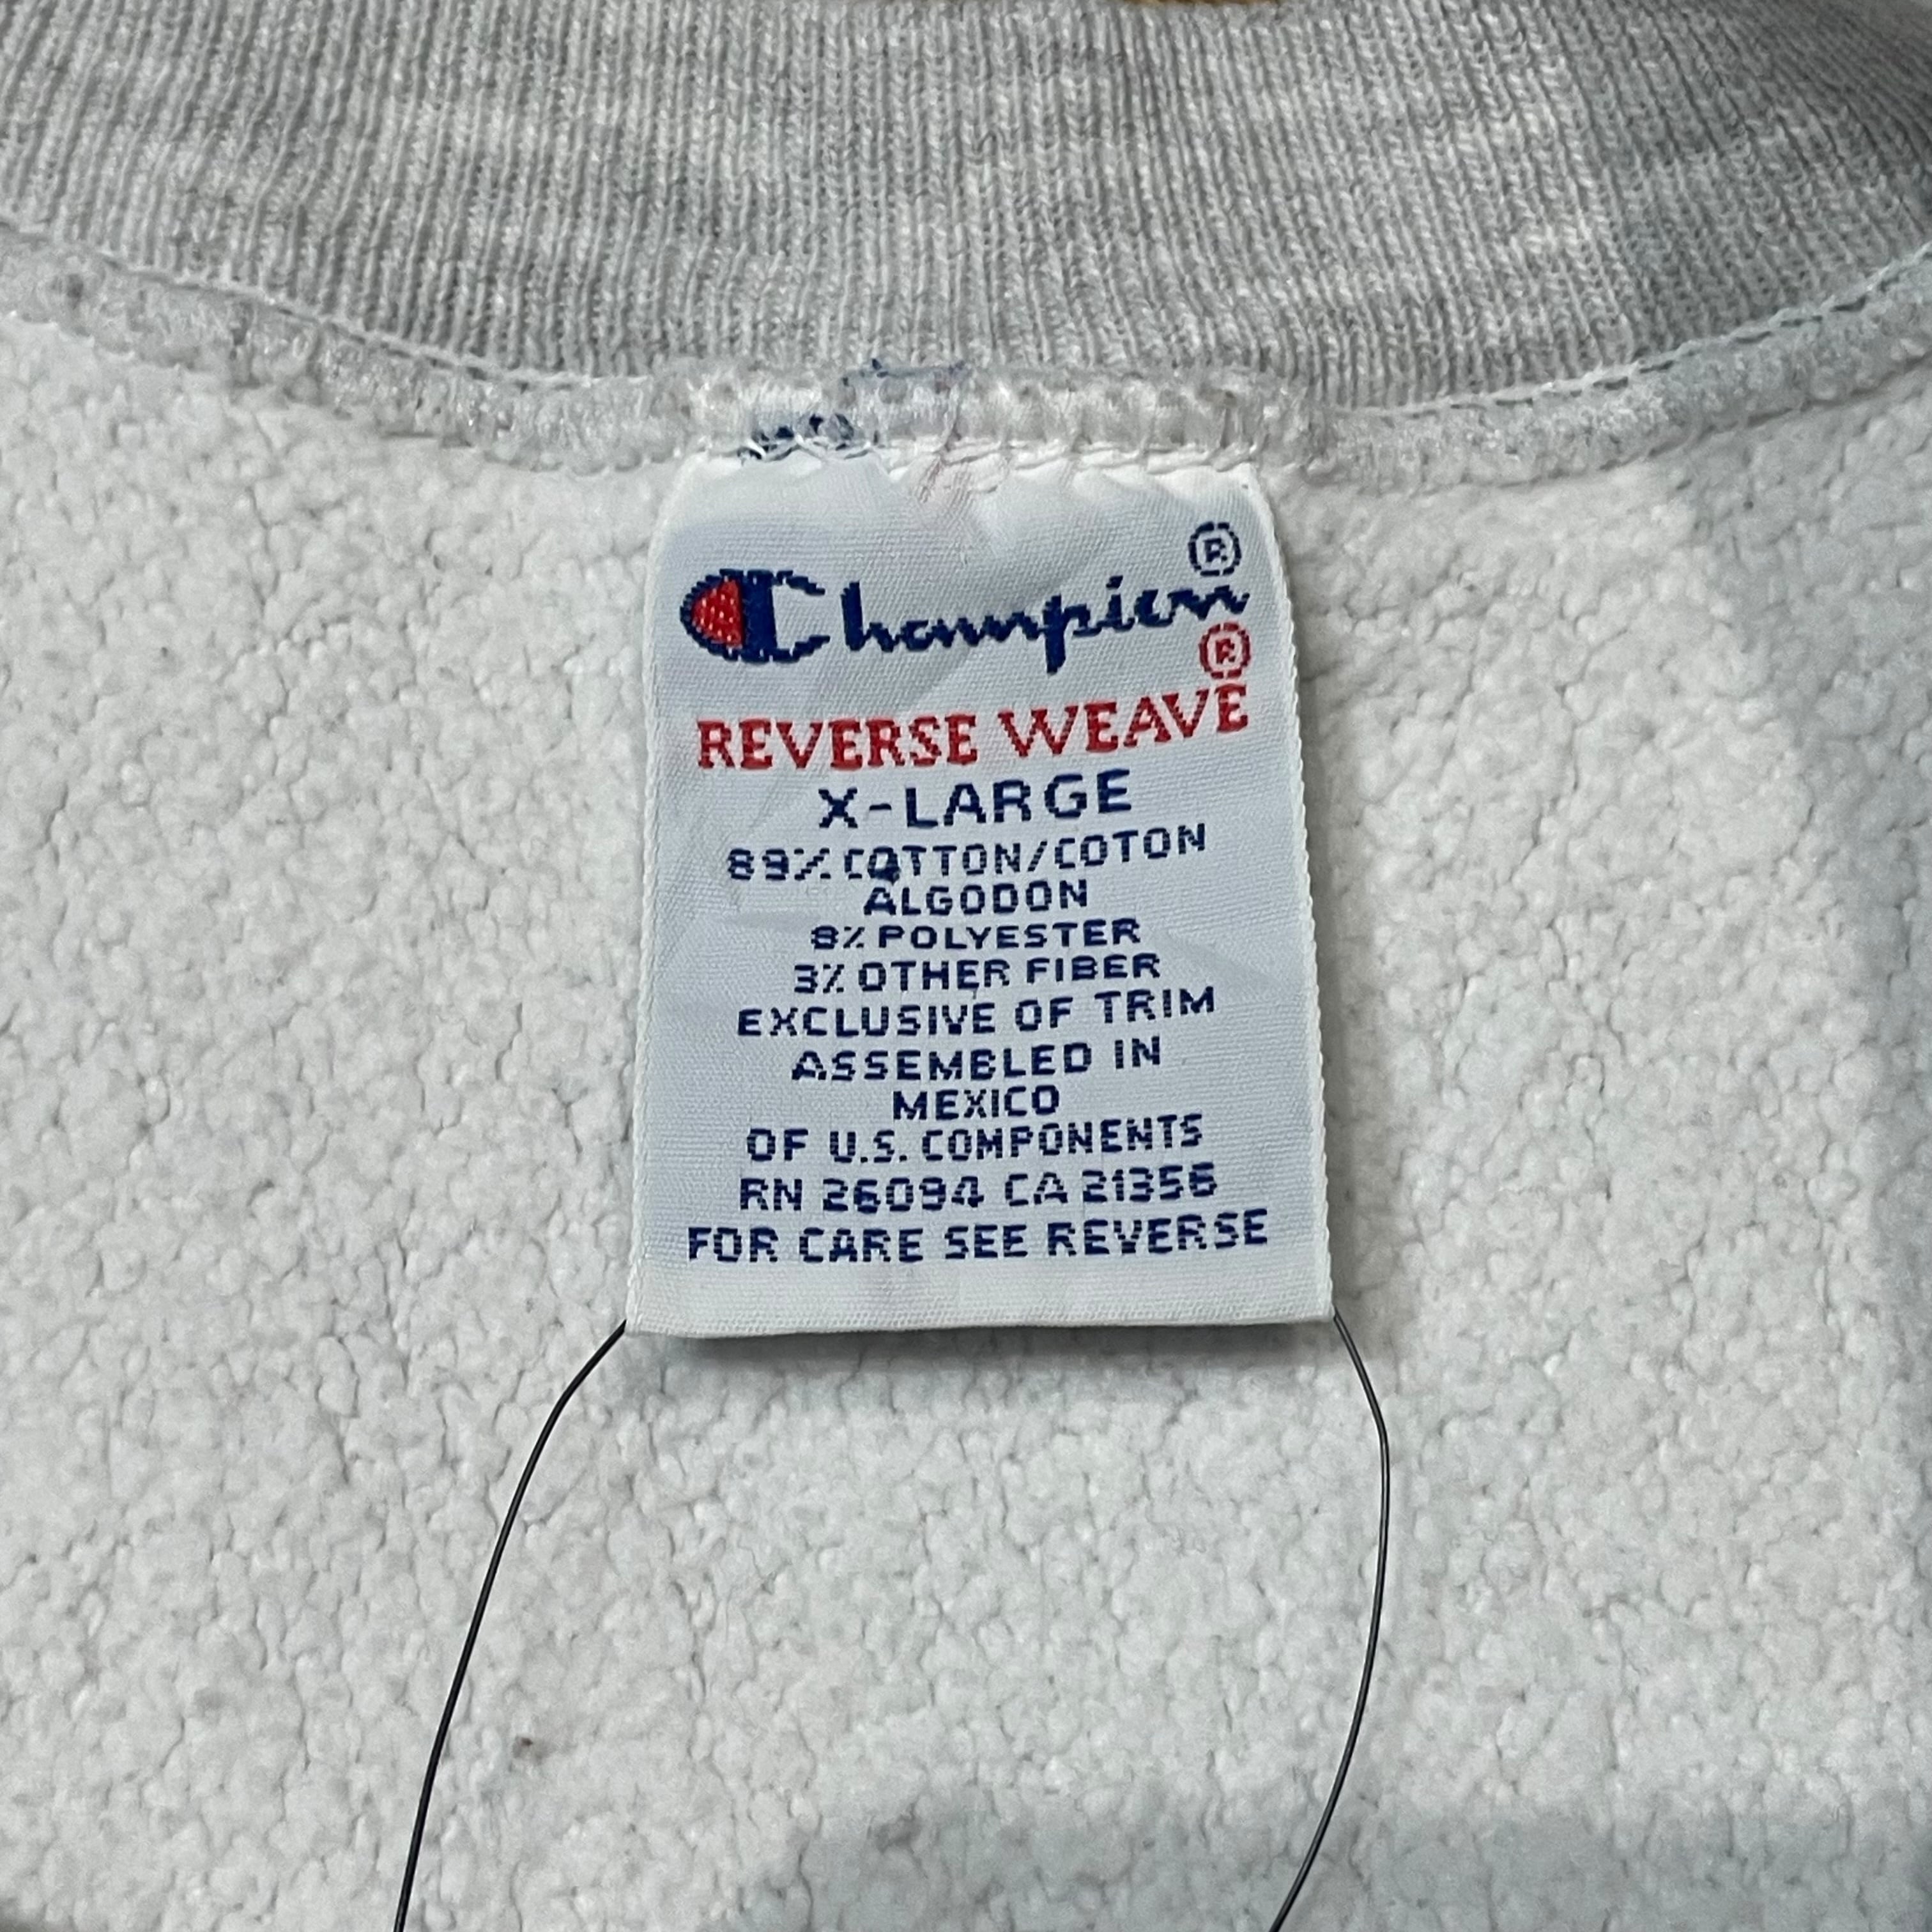 Champion®
REVERSE WEAVE®
X-LARGE
89% COTTON/COTON
ALGODON
8% POLYESTER
3% OTHER FIBER
EXCLUSIVE OF TRIM
ASSEMBLED IN
MEXICO
OF U.S. COMPONENTS
RN 26094 CA 21356
FOR CARE SEE REVERSE